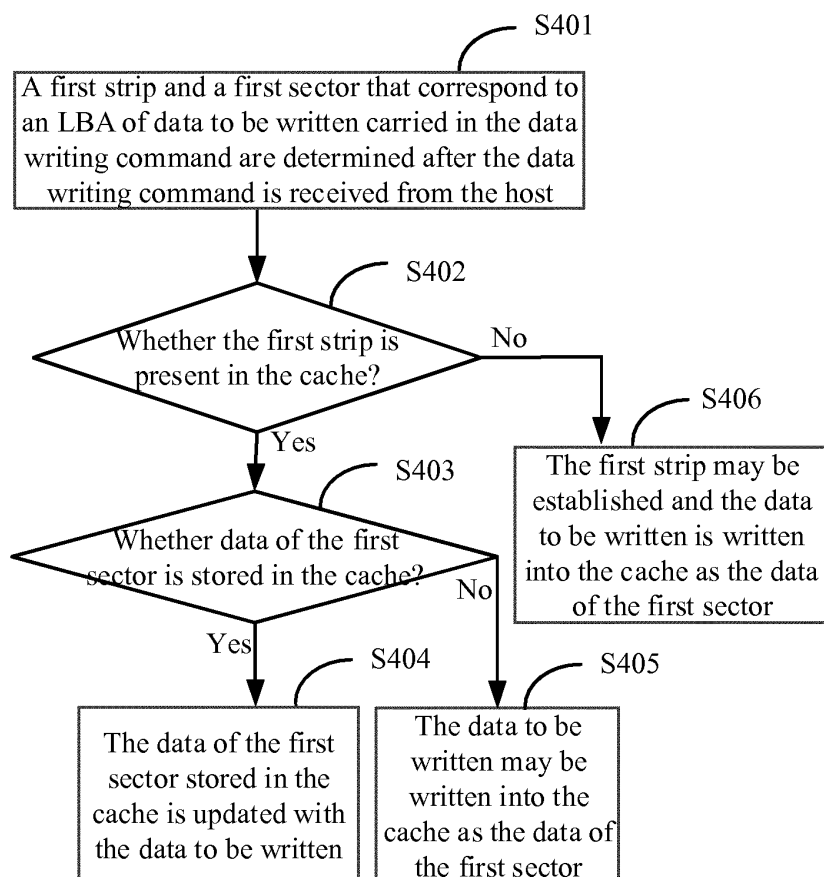 S401
A first strip and a first sector that correspond to
an LBA of data to be written carried in the data
writing command are determined after the data
writing command is received from the host
S402
Whether the first strip is
present in the cache?
No
Yes
S406
The first strip may be
established and the data
to be written is written
into the cache as the data
of the first sector
S403
Whether data of the first
sector is stored in the cache?
No
Yes
S404
The data of the first
sector stored in the
cache is updated with
the data to be written
S405
The data to be
written may be
written into the
cache as the data of
the first sector